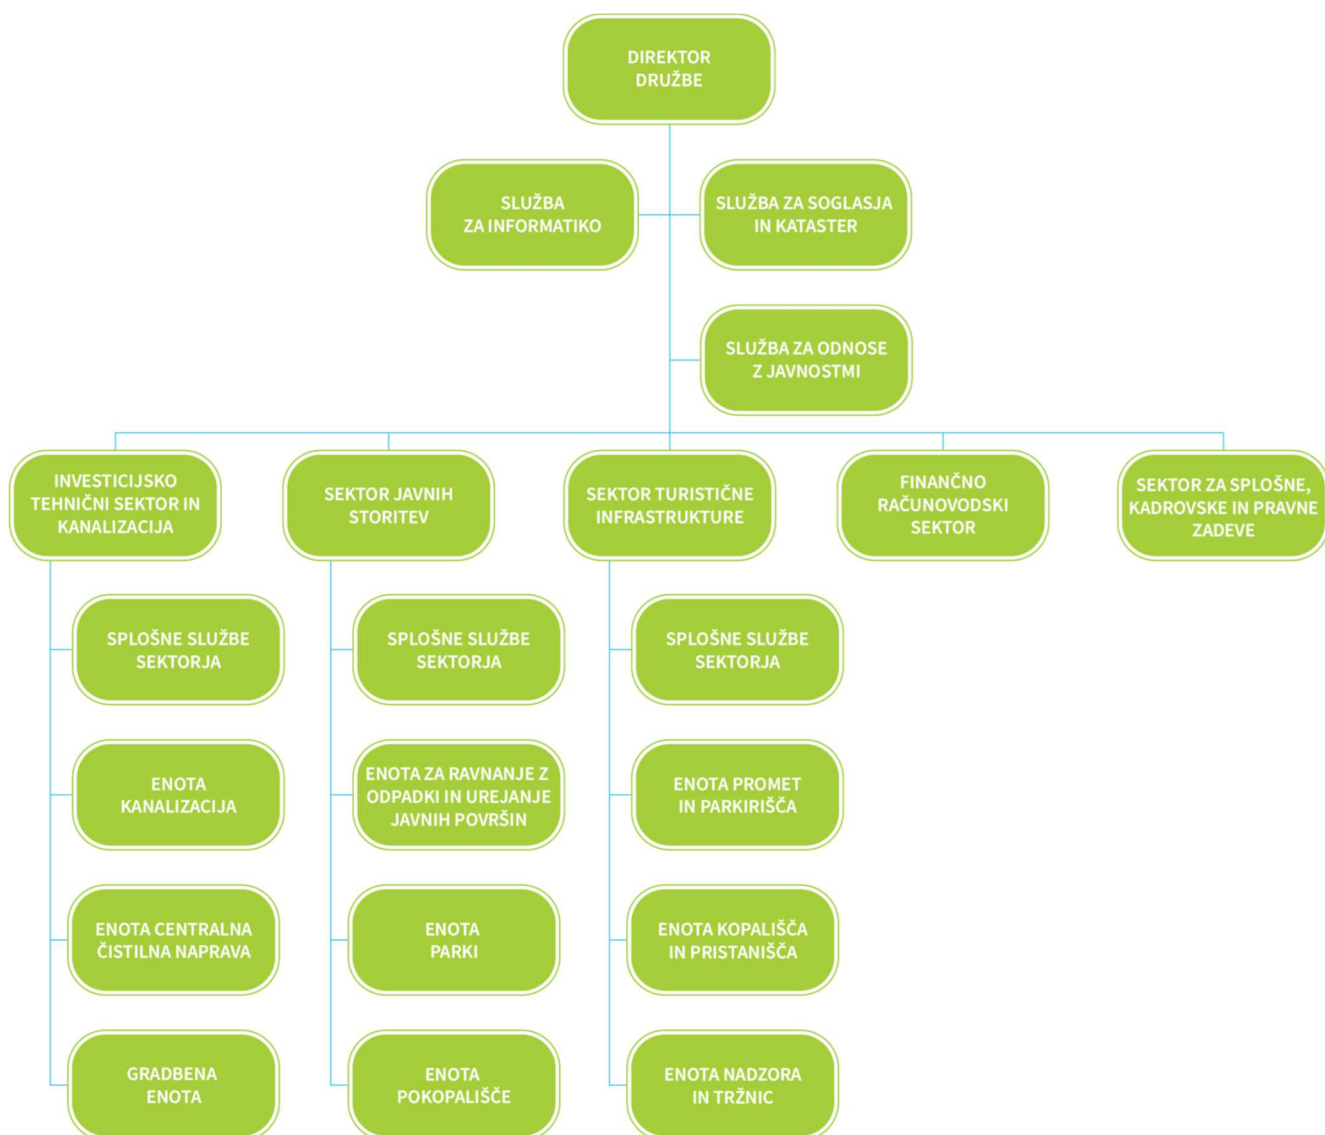 DIREKTOR
DRUŽBE
SLUŽBA
ZA INFORMATIKO
SLUŽBA ZA SOGLASJA
IN KATASTER
SLUŽBA ZA ODNOSE
Z JAVNOSTMI
INVESTICIJSKO
TEHNIČNI SEKTOR IN
KANALIZACIJA
SEKTOR JAVNIH
STORITEV
SEKTOR TURISTIČNE
INFRASTRUKTURE
FINANČNO
RAČUNOVODSKI
SEKTOR
SEKTOR ZA SPLOŠNE,
KADROVSKE IN PRAVNE
ZADEVE
SPLOŠNE SLUŽBE
SEKTORJA
SPLOŠNE SLUŽBE
SEKTORJA
SPLOŠNE SLUŽBE
SEKTORJA
ENOTA
KANALIZACIJA
ENOTA ZA RAVNANJE Z
ODPADKI IN UREJANJE
JAVNIH POVRŠIN
ENOTA PROMET
IN PARKIRIŠČA
ENOTA CENTRALNA
ČISTILNA NAPRAVA
ENOTA
PARKI
ENOTA KOPALIŠČA
IN PRISTANIŠČA
GRADBENA
ENOTA
ENOTA
POKOPALIŠČE
ENOTA NADZORA
IN TRŽNIC